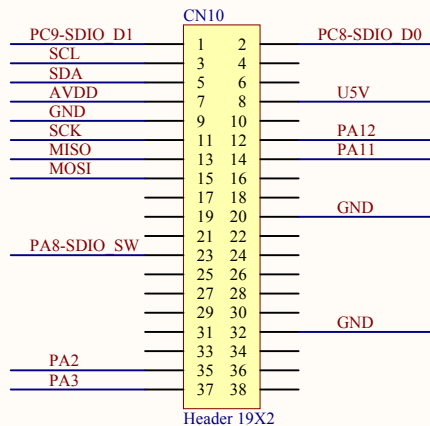 CN10
PC9-SDIO_D1 1 2 PC8-SDIO_D0
SCL 3 4
SDA 5 6
AVDD 7 8 U5V
GND 9 10
SCK 11 12 PA12
MISO 13 14 PA11
MOSI 15 16
17 18
19 20 GND
21 22
PA8-SDIO_SW 23 24
25 26
27 28
29 30
31 32 GND
33 34
PA2 35 36
PA3 37 38
Header 19X2